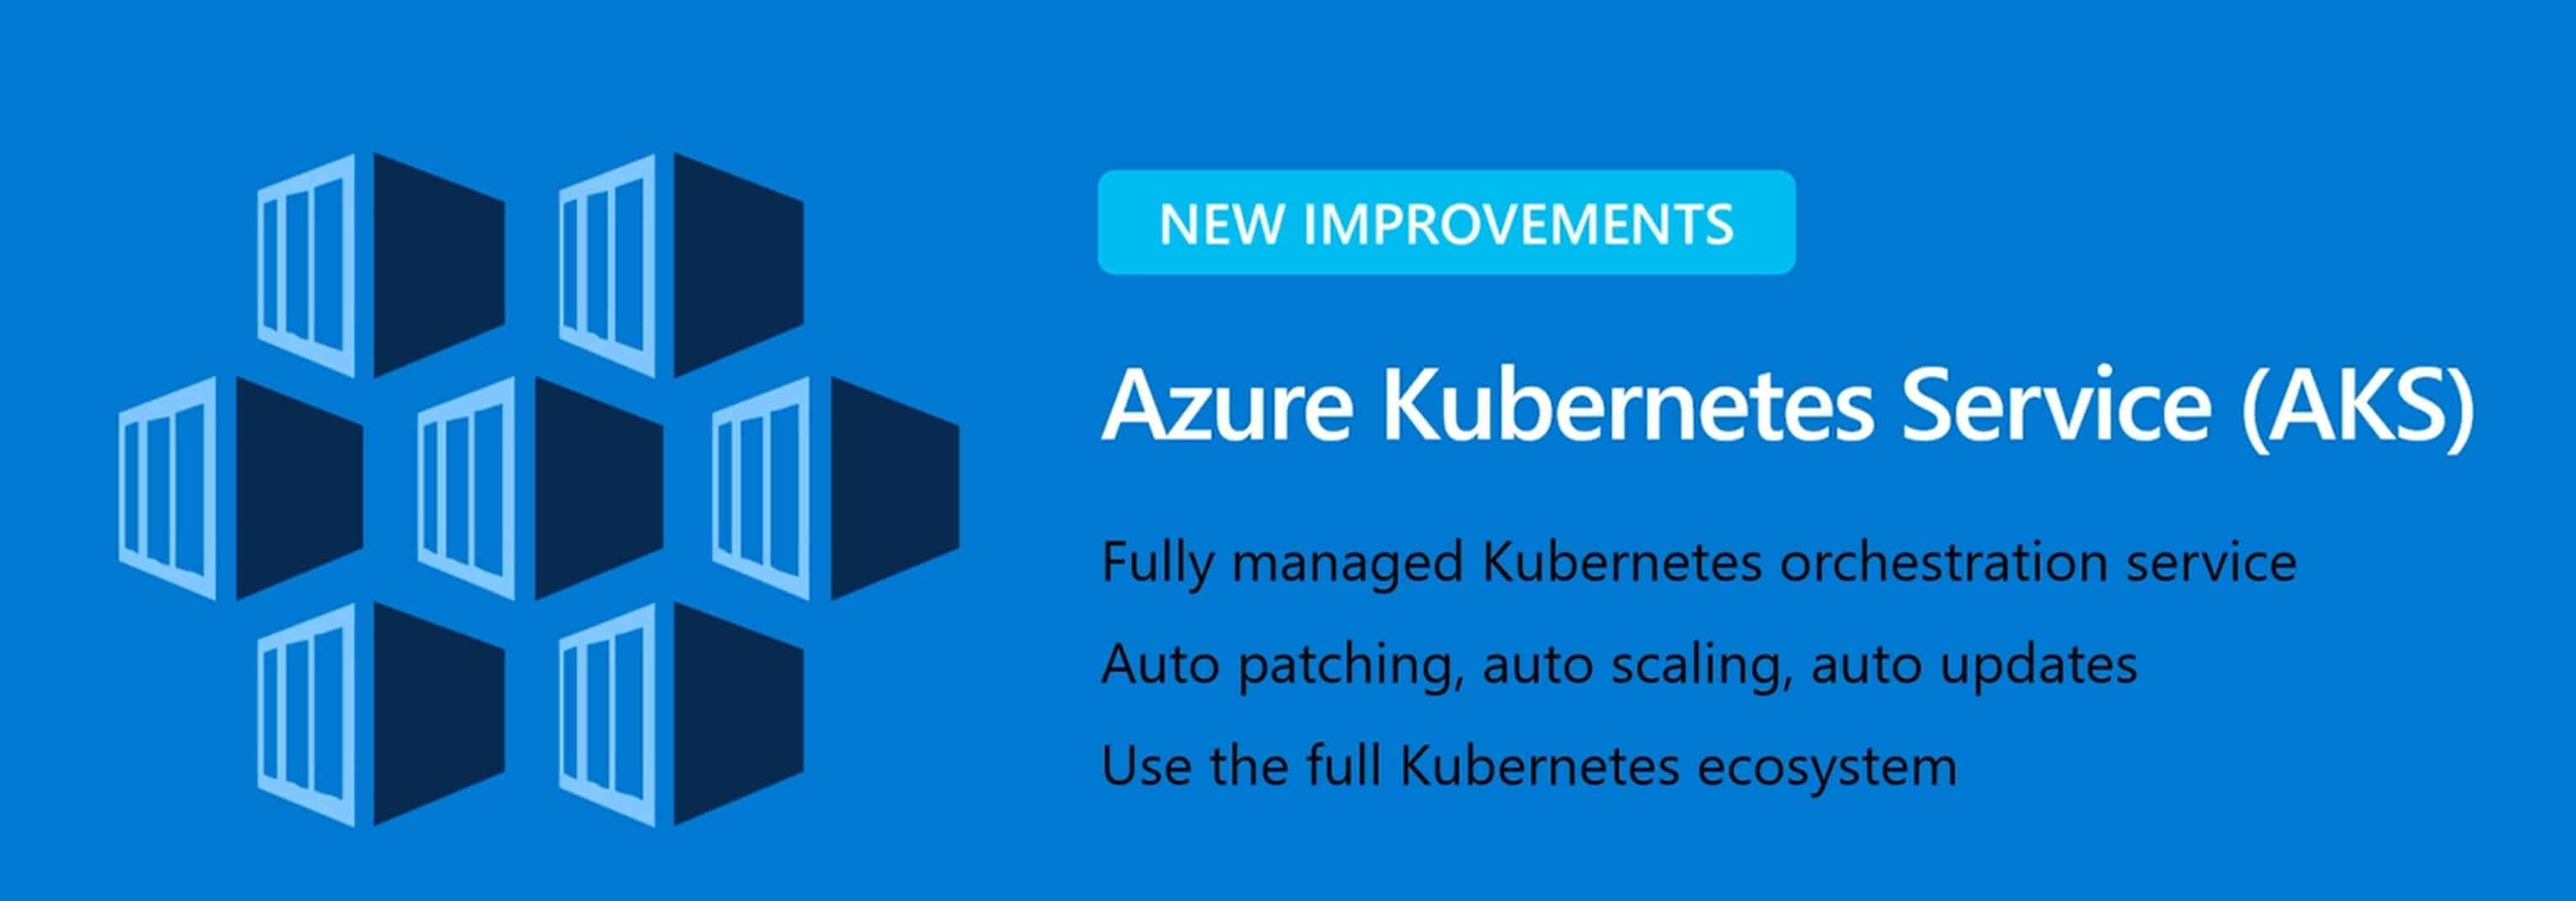 NEW IMPROVEMENTS
Azure Kubernetes Service (AKS)
Fully managed Kubernetes orchestration service
Auto patching, auto scaling, auto updates
Use the full Kubernetes ecosystem